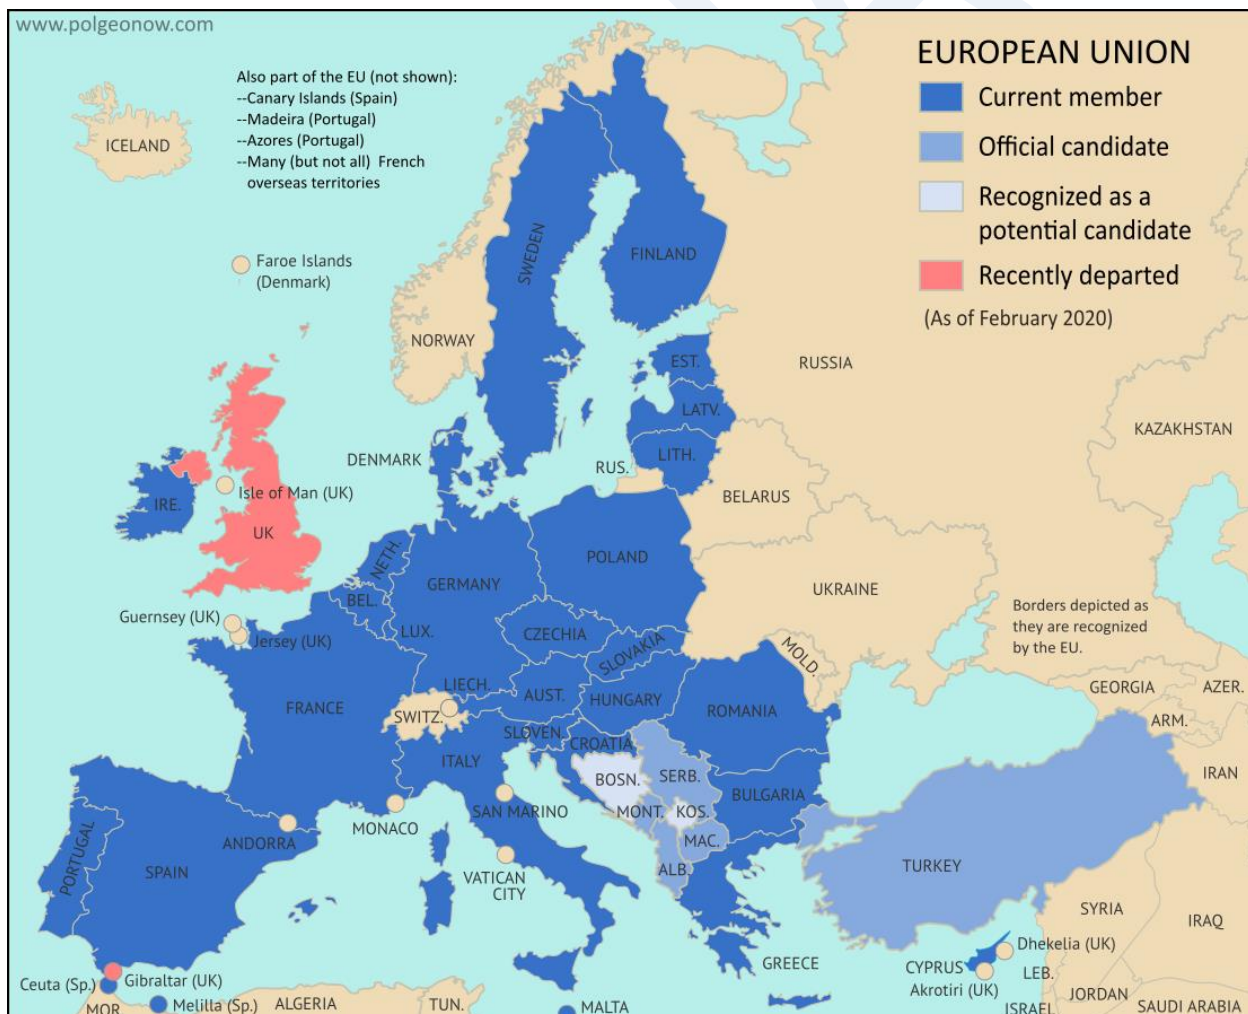 www.polgeonow.com
EUROPEAN UNION
Current member
Official candidate
Recognized as a
potential candidate
Recently departed
(As of February 2020)
Also part of the EU (not shown):
--Canary Islands (Spain)
--Madeira (Portugal)
--Azores (Portugal)
--Many (but not all) French
overseas territories
ICELAND
Faroe Islands
(Denmark)
SWEDEN
FINLAND
NORWAY
RUSSIA
EST.
LATV.
LITH.
RUS.
KAZAKHSTAN
DENMARK
BELARUS
IRE.
Isle of Man (UK)
UK
NETH.
BEL.
GERMANY
POLAND
UKRAINE
Guernsey (UK)
Jersey (UK)
LUX.
CZECHIA
SLOVAKIA
MOLD.
Borders depicted as
they are recognized
by the EU.
LIECH.
AUST.
HUNGARY
FRANCE
SWITZ.
ROMANIA
GEORGIA
AZER.
ARM.
SLOVEN.
CROATIA
ITALY
BOSN.
SERB.
BULGARIA
IRAN
SAN MARINO
MONT.
KOS.
MONACO
ANDORRA
MAC.
ALB.
PORTUGAL
SPAIN
VATICAN
CITY
TURKEY
SYRIA
IRAQ
GREECE
Dhekelia (UK)
CYPRUS
Akrotiri (UK)
LEB.
Ceuta (Sp.)
Gibraltar (UK)
MOR.
Melilla (Sp.)
ALGERIA
TUN.
MALTA
ISRAEL
JORDAN
SAUDI ARABIA